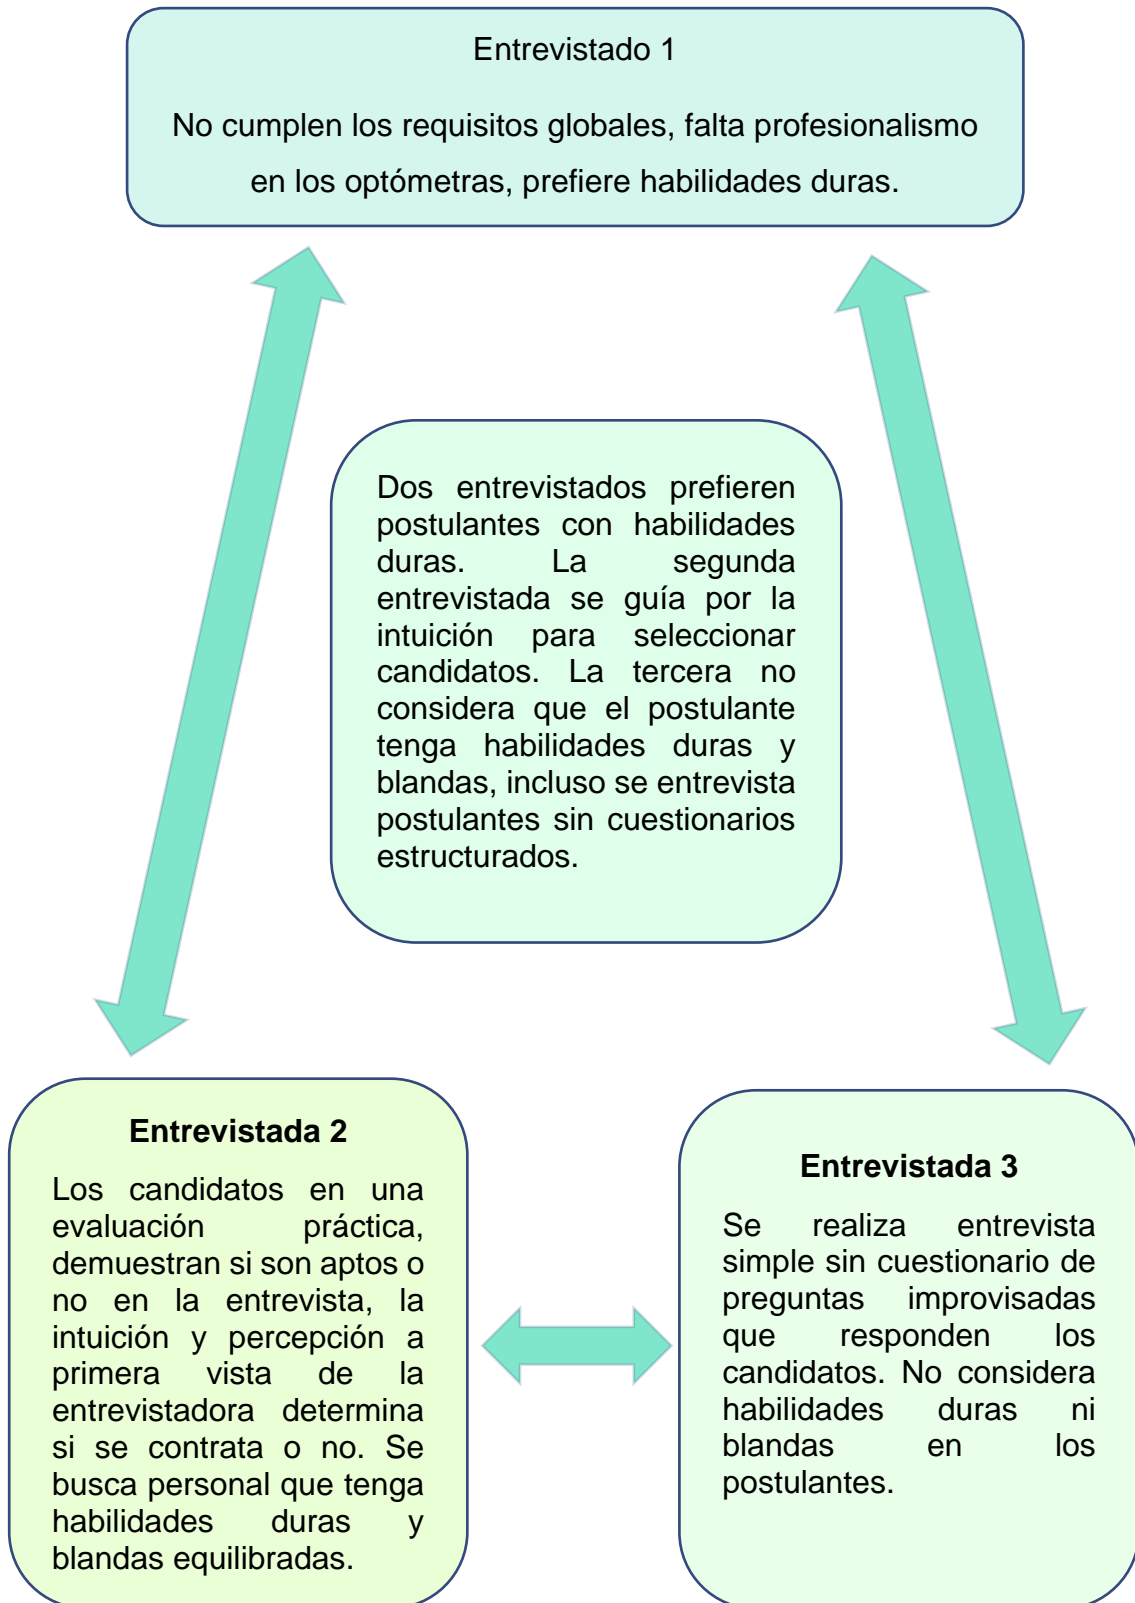 Entrevistado 1
No cumplen los requisitos globales, falta profesionalismo
en los optómetras, prefiere habilidades duras.
Dos entrevistados prefieren
postulantes con habilidades
duras. La segunda
entrevistada se guía por la
intuición para seleccionar
candidatos. La tercera no
considera que el postulante
tenga habilidades duras y
blandas, incluso se entrevista
postulantes sin cuestionarios
estructurados.
Entrevistada 2
Los candidatos en una
evaluación práctica,
demuestran si son aptos o
no en la entrevista, la
intuición y percepción a
primera vista de la
entrevistadora determina
si se contrata o no. Se
busca personal que tenga
habilidades duras y
blandas equilibradas.
Entrevistada 3
Se realiza entrevista
simple sin cuestionario de
preguntas improvisadas
que responden los
candidatos. No considera
habilidades duras ni
blandas en los
postulantes.